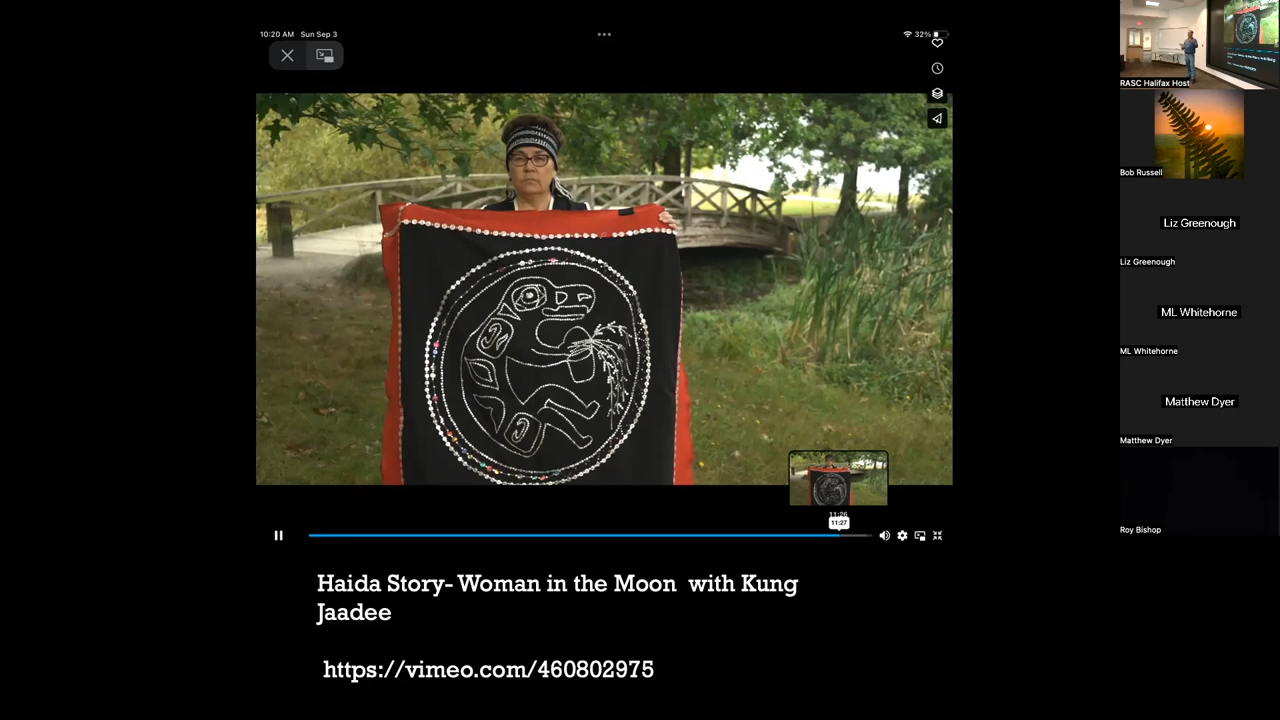 10:20 AM Sun Sep 3
32%
11:26
11:27
Haida Story- Woman in the Moon with Kung
Jaadee
https://vimeo.com/460802975
RASC Halifax Host
Bob Russell
Liz Greenough
Liz Greenough
ML Whitehorne
ML Whitehorne
Matthew Dyer
Matthew Dyer
Roy Bishop